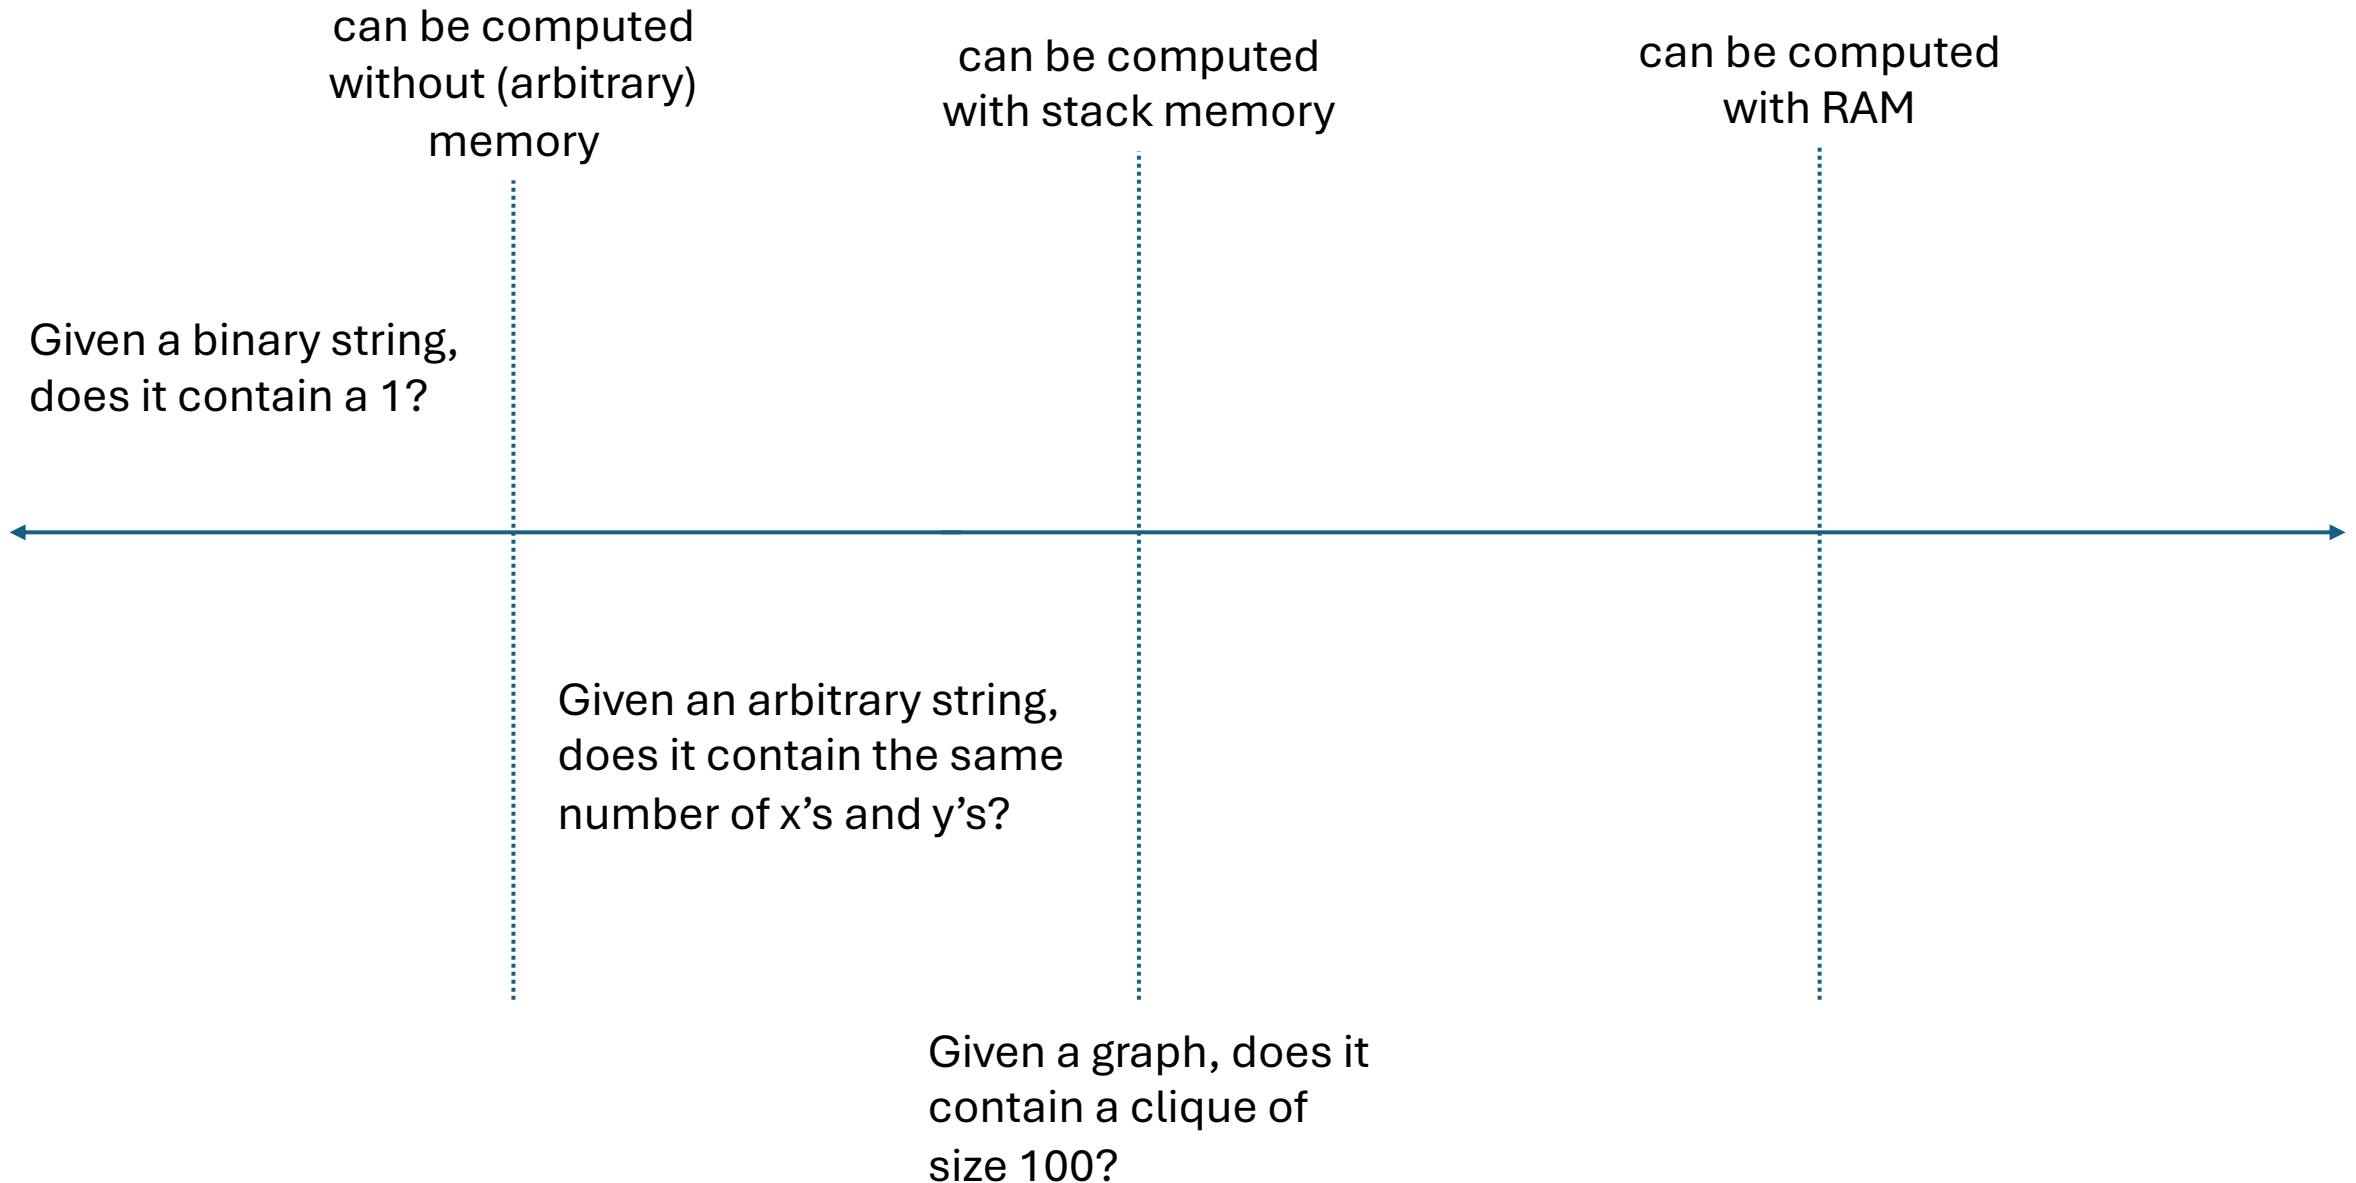 can be computed
without (arbitrary)
memory
can be computed
with stack memory
can be computed
with RAM
Given a binary string,
does it contain a 1?
Given an arbitrary string,
does it contain the same
number of x’s and y’s?
Given a graph, does it
contain a clique of
size 100?